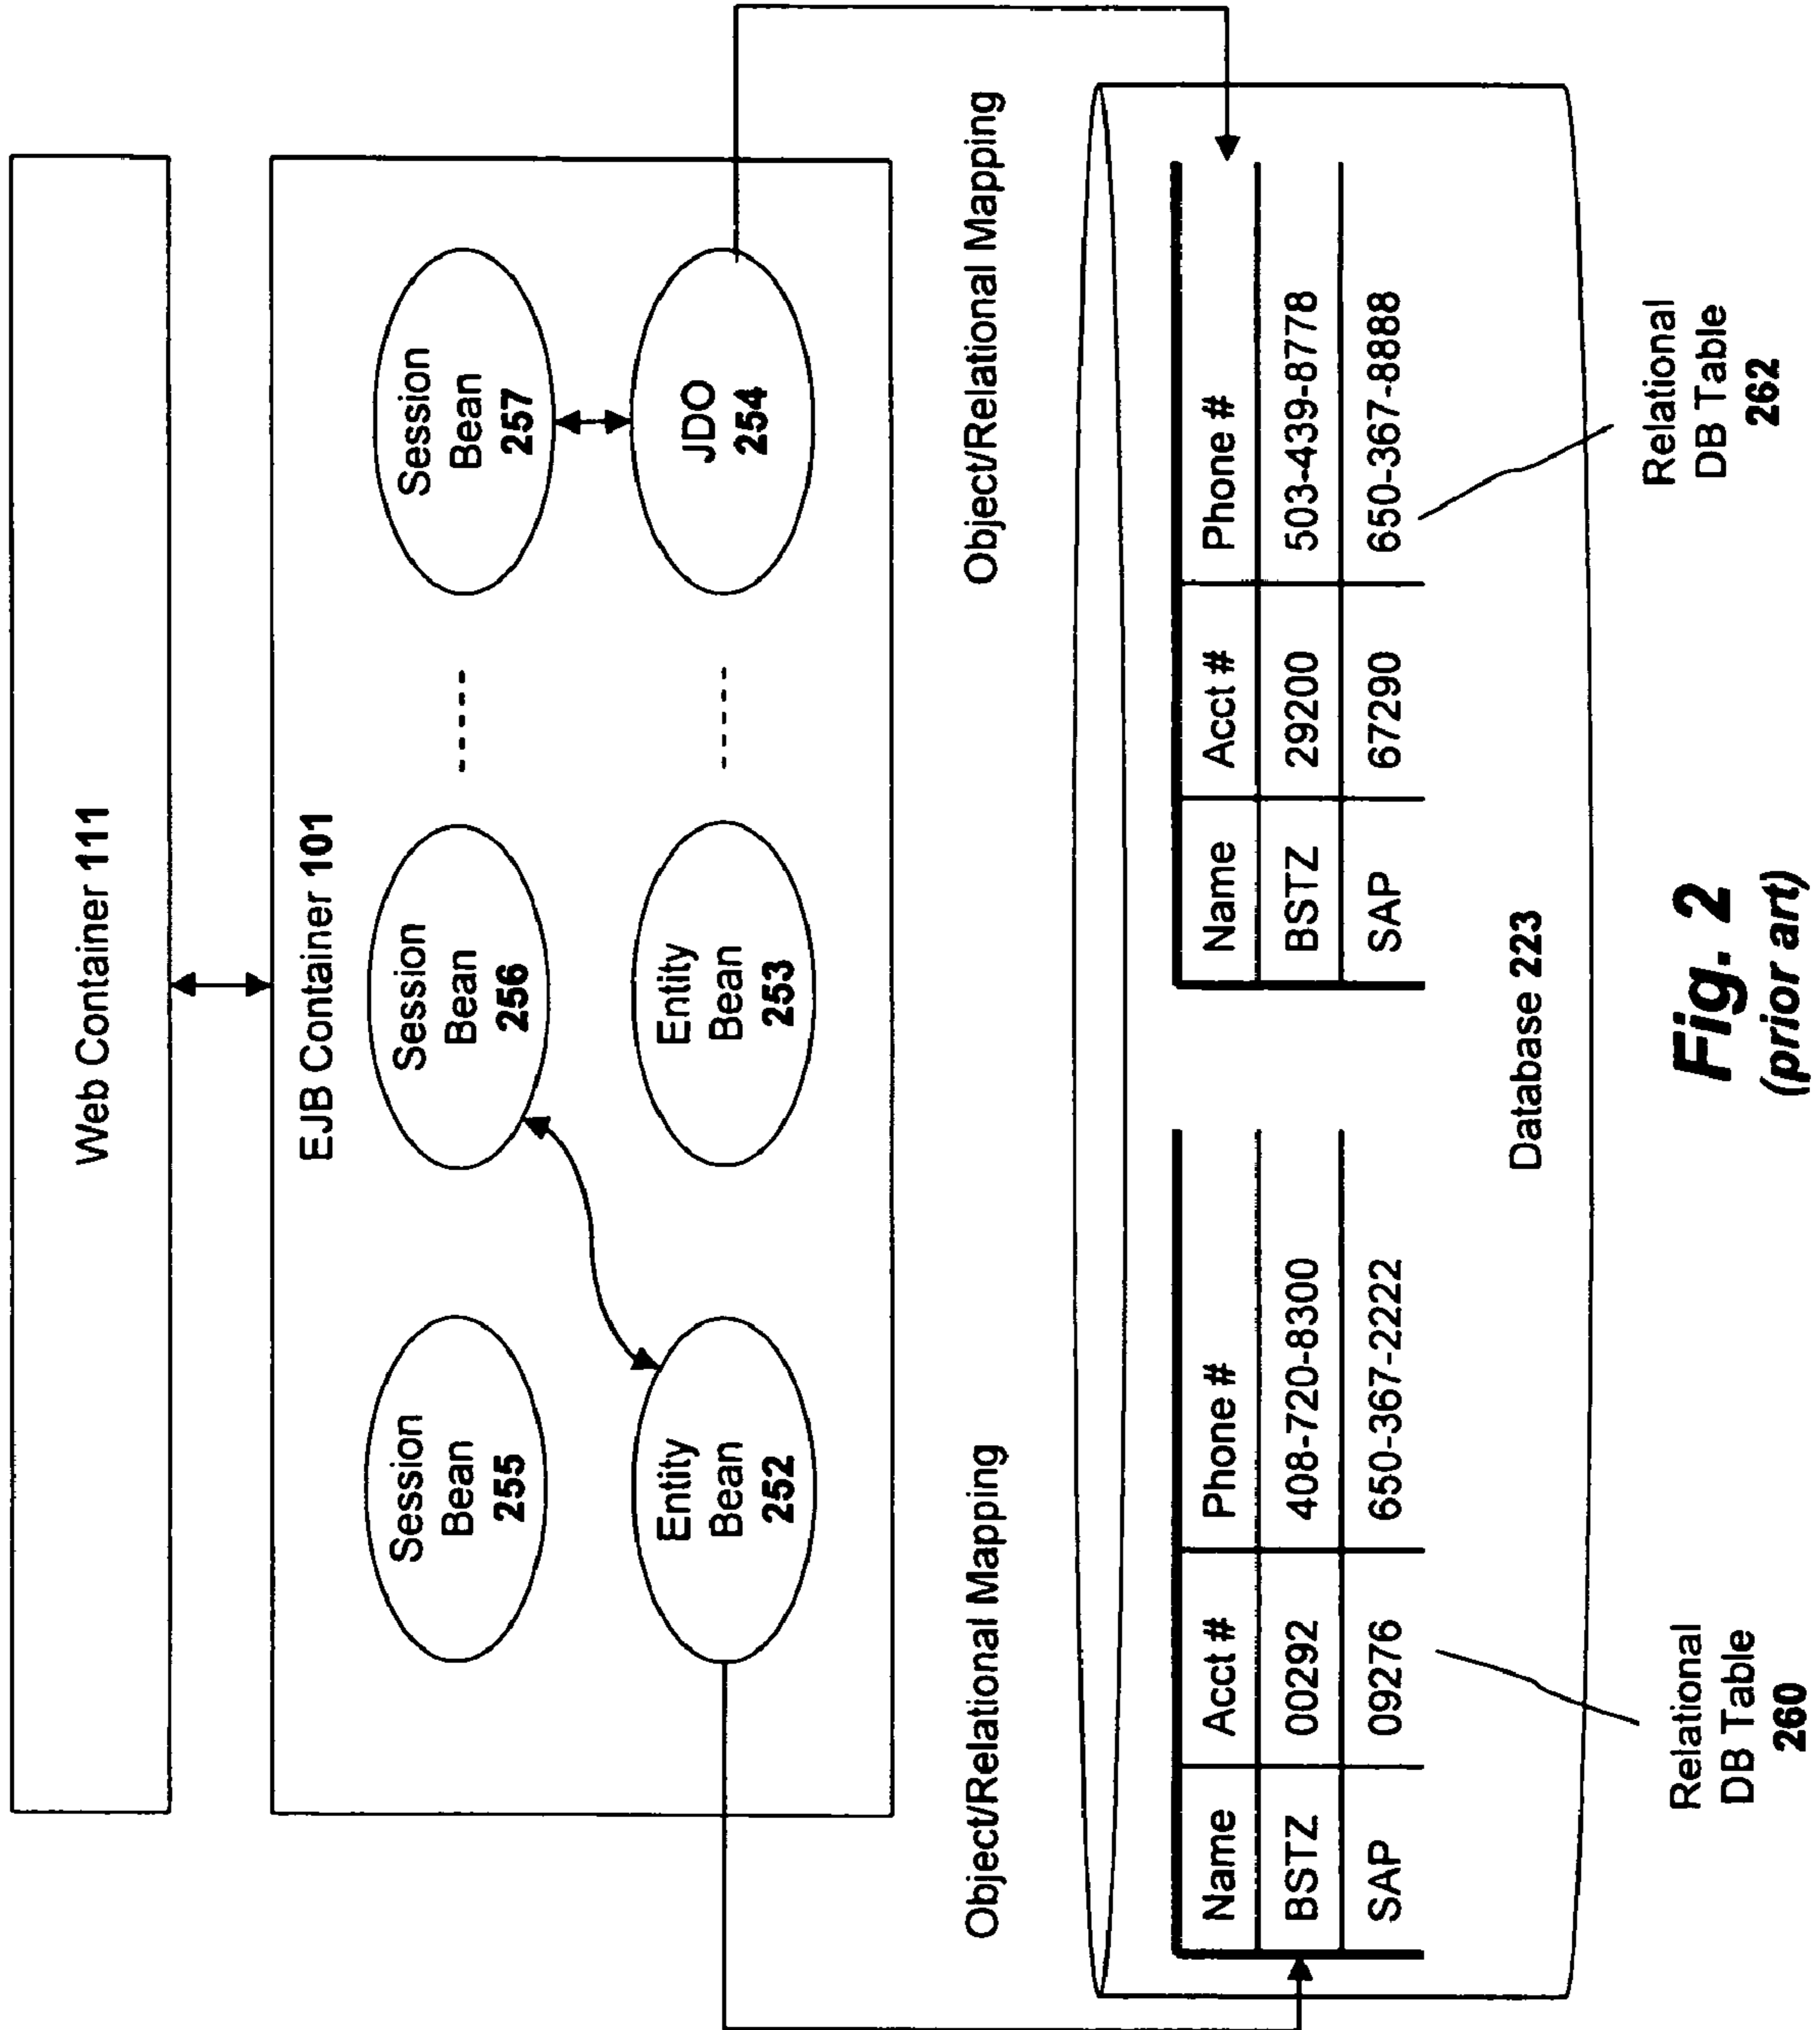 Web Container 111
EJB Container 101
Session
Bean
255
Session
Bean
256
Session
Bean
257
Entity
Bean
252
Entity
Bean
253
JDO
254
Object/Relational Mapping
Object/Relational Mapping
Name Acct # Phone #
BSTZ 00292 408-720-8300
SAP 09276 650-367-2222
Name Acct # Phone #
BSTZ 29200 503-439-8778
SAP 67290 650-367-8888
Database 223
Relational
DB Table
260
Relational
DB Table
262
Fig. 2
(prior art)